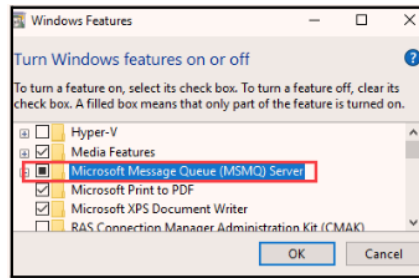 Windows Features
Turn Windows features on or off
To turn a feature on, select its check box. To turn a feature off, clear its
check box. A filled box means that only part of the feature is turned on.
Hyper-V
Media Features
Microsoft Message Queue (MSMQ) Server
Microsoft Print to PDF
Microsoft XPS Document Writer
RAS Connection Manager Administration Kit (CMAK)
OK
Cancel